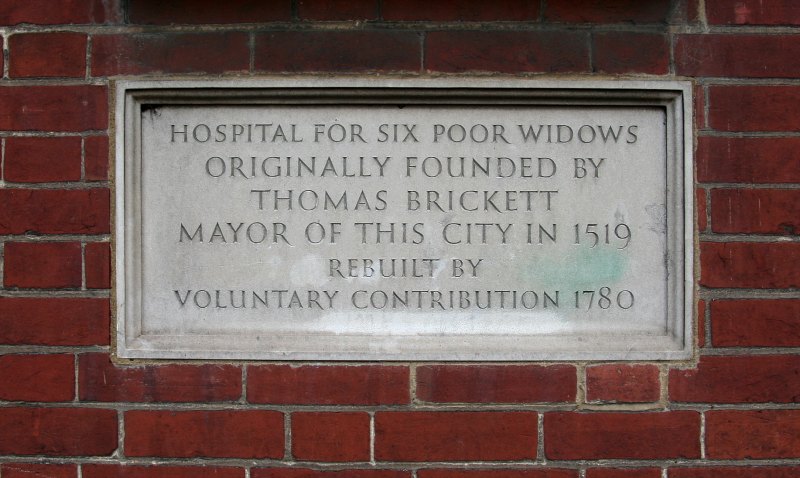 HOSPITAL FOR SIX POOR WIDOWS
ORIGINALLY FOUNDED BY
THOMAS BRICKETT
MAYOR OF THIS CITY IN 1519
REBUILT BY
VOLUNTARY CONTRIBUTION 1780